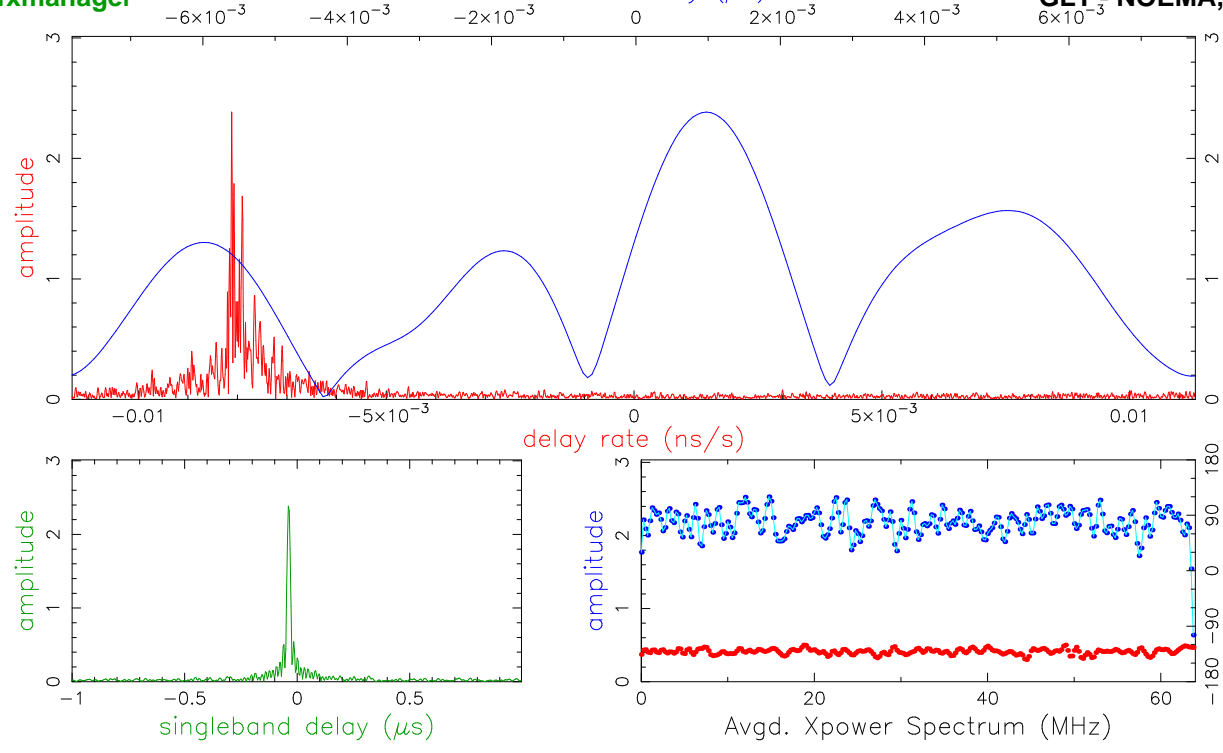 rxmanager
−6×10⁻³ −4×10⁻³ −2×10⁻³ 0 2×10⁻³ 4×10⁻³ 6×10⁻³
0 1 2 3
amplitude
0 1 2 3
−0.01 −5×10⁻³ 0 5×10⁻³ 0.01
delay rate (ns/s)
0 1 2 3
amplitude
−1 −0.5 0 0.5
singleband delay (μs)
0 1 2 3
amplitude
−180 −90 0 90 180
0 20 40 60
Avgd. Xpower Spectrum (MHz)